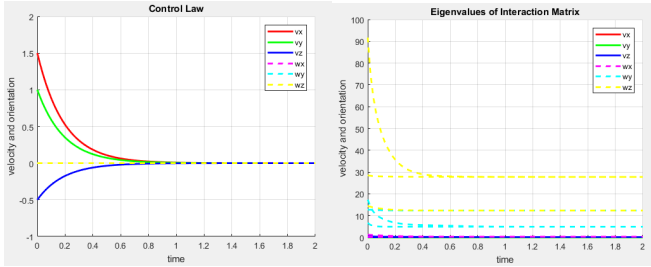 Control Law
2
1.5
1
0.5
0
-0.5
-1
velocity and orientation
vx
vy
vz
wx
wy
wz
0 0.2 0.4 0.6 0.8 1 1.2 1.4 1.6 1.8 2
time
Eigenvalues of Interaction Matrix
100
90
80
70
60
50
40
30
20
10
0
velocity and orientation
vx
vy
vz
wx
wy
wz
0 0.2 0.4 0.6 0.8 1 1.2 1.4 1.6 1.8 2
time